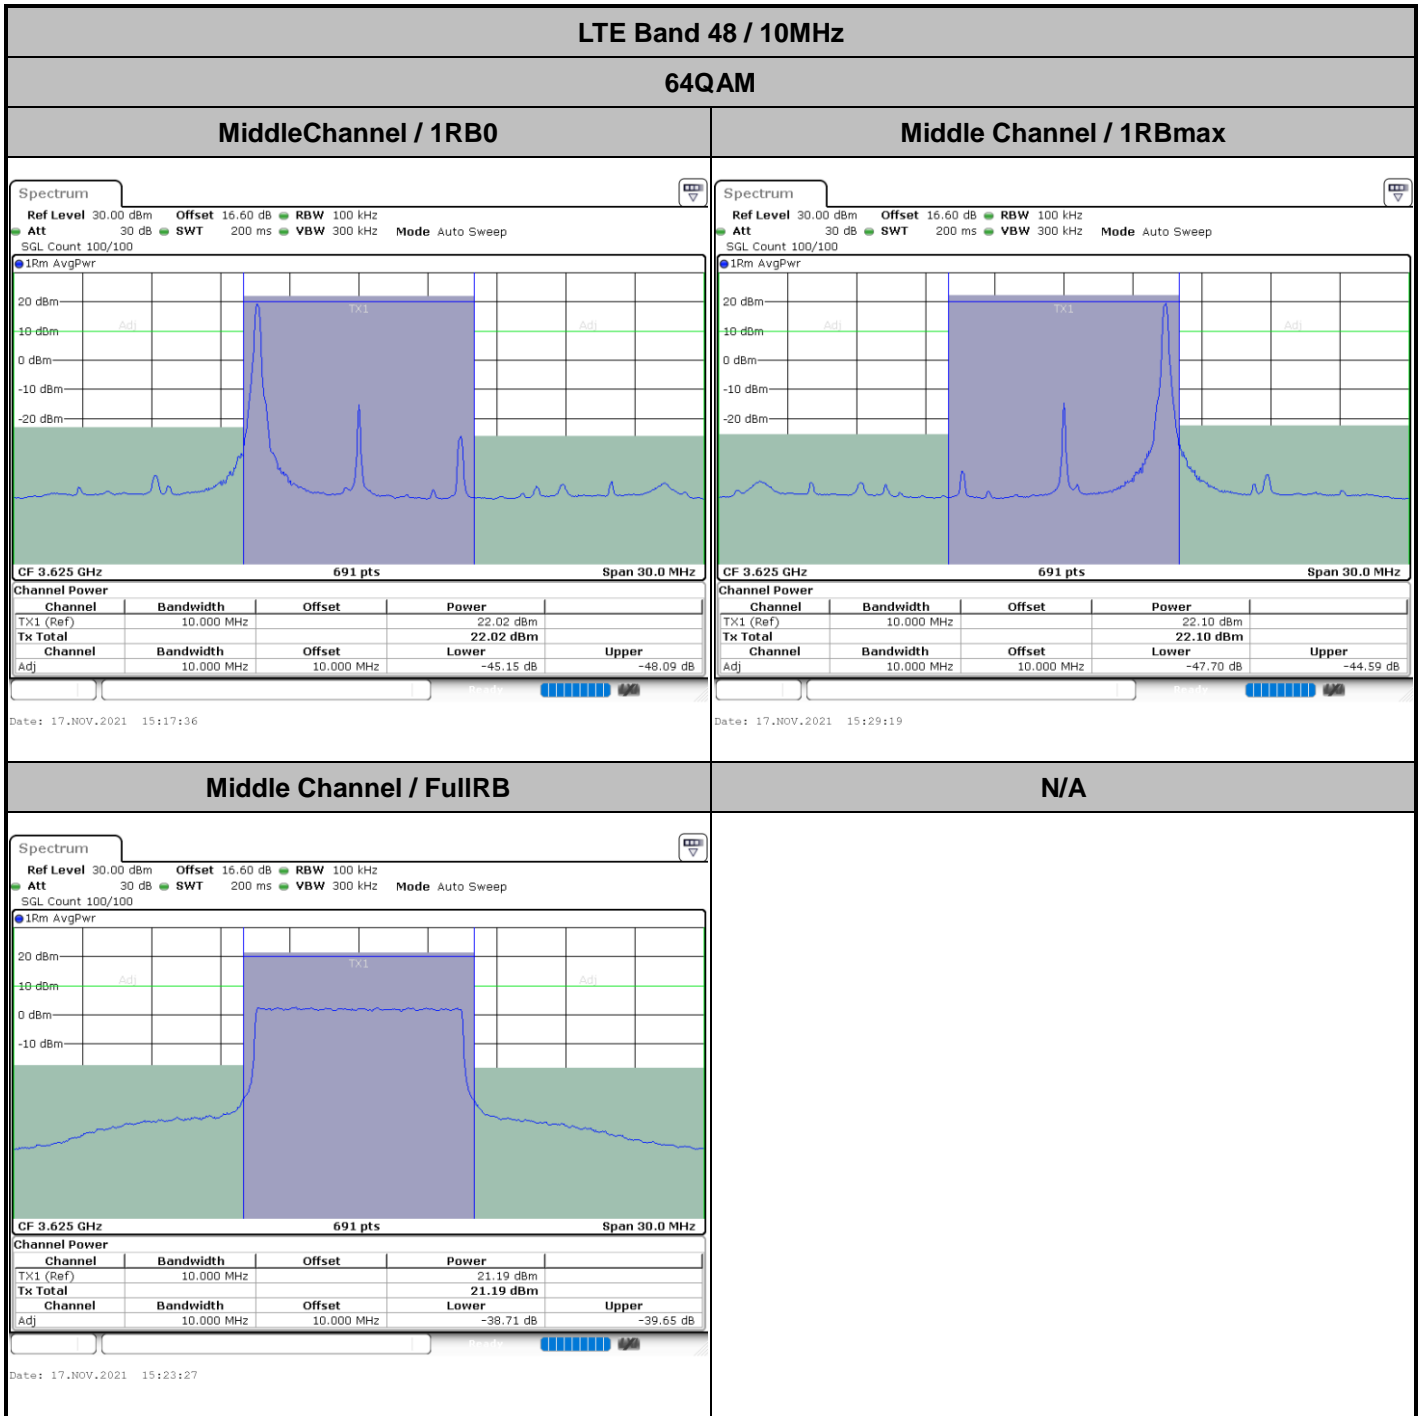 LTE Band 48 / 10MHz
64QAM
MiddleChannel / 1RB0
Middle Channel / 1RBmax
Spectrum
Ref Level 30.00 dBm Offset 16.60 dB RBW 100 kHz
Att 30 dB SWT 200 ms VBW 300 kHz Mode Auto Sweep
SGL Count 100/100
1Rm AvgPwr
20 dBm
TX1
Adj
Adj
10 dBm
0 dBm
-10 dBm
-20 dBm
CF 3.625 GHz 691 pts Span 30.0 MHz
Channel Power
Channel Bandwidth Offset Power
TX1 (Ref) 10.000 MHz 22.02 dBm
Tx Total 22.02 dBm
Channel Bandwidth Offset Lower Upper
Adj 10.000 MHz 10.000 MHz -45.15 dB -48.09 dB
Ready
Date: 17.NOV.2021 15:17:36
Spectrum
Ref Level 30.00 dBm Offset 16.60 dB RBW 100 kHz
Att 30 dB SWT 200 ms VBW 300 kHz Mode Auto Sweep
SGL Count 100/100
1Rm AvgPwr
20 dBm
TX1
Adj
Adj
10 dBm
0 dBm
-10 dBm
-20 dBm
CF 3.625 GHz 691 pts Span 30.0 MHz
Channel Power
Channel Bandwidth Offset Power
TX1 (Ref) 10.000 MHz 22.10 dBm
Tx Total 22.10 dBm
Channel Bandwidth Offset Lower Upper
Adj 10.000 MHz 10.000 MHz -47.70 dB -44.59 dB
Ready
Date: 17.NOV.2021 15:29:19
Middle Channel / FullRB
N/A
Spectrum
Ref Level 30.00 dBm Offset 16.60 dB RBW 100 kHz
Att 30 dB SWT 200 ms VBW 300 kHz Mode Auto Sweep
SGL Count 100/100
1Rm AvgPwr
20 dBm
TX1
Adj
Adj
10 dBm
0 dBm
-10 dBm
CF 3.625 GHz 691 pts Span 30.0 MHz
Channel Power
Channel Bandwidth Offset Power
TX1 (Ref) 10.000 MHz 21.19 dBm
Tx Total 21.19 dBm
Channel Bandwidth Offset Lower Upper
Adj 10.000 MHz 10.000 MHz -38.71 dB -39.65 dB
Ready
Date: 17.NOV.2021 15:23:27